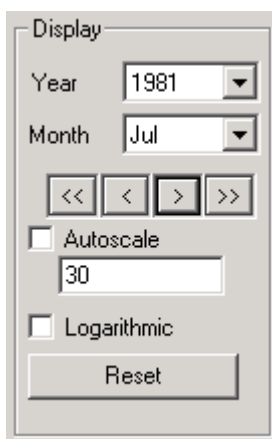 Display
Year 1981
Month Jul
<< < > >>
Autoscale
30
Logarithmic
Reset